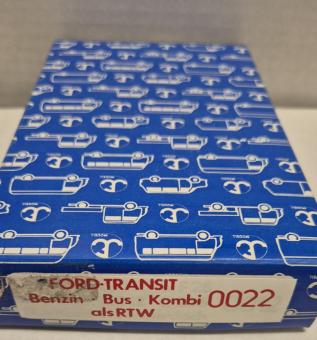 FORD-TRANSIT
Benzin Bus · Kombi 0022
als RTW